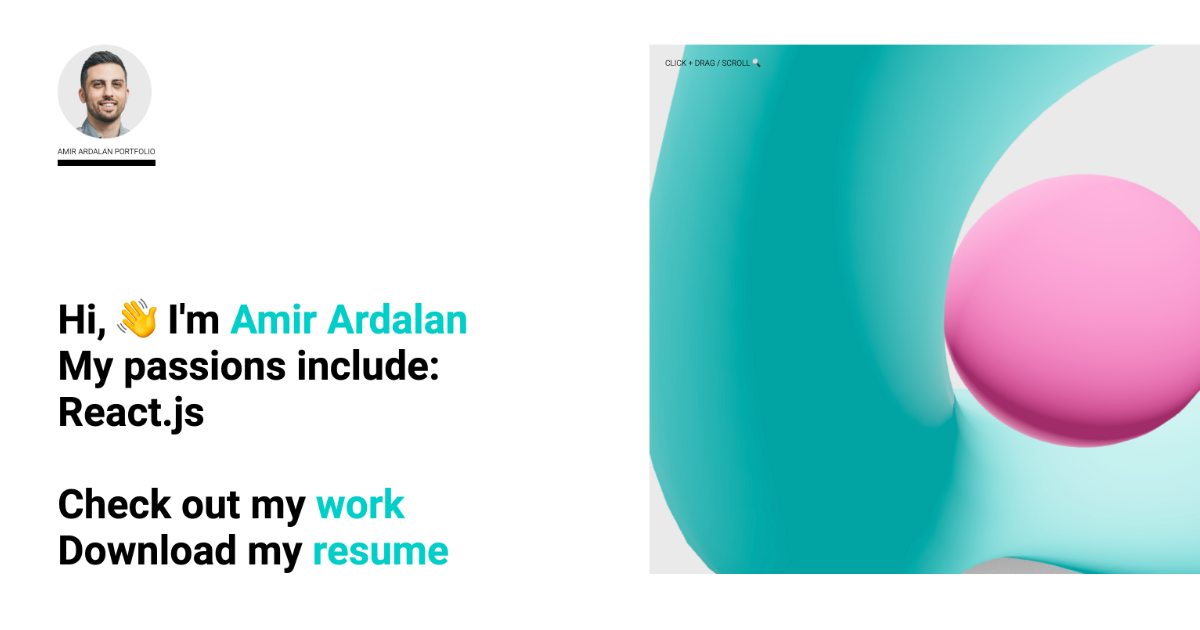 AMIR ARDALAN PORTFOLIO
CLICK + DRAG / SCROLL 🔍
Hi, 👋 I'm Amir Ardalan
My passions include:
React.js
Check out my work
Download my resume